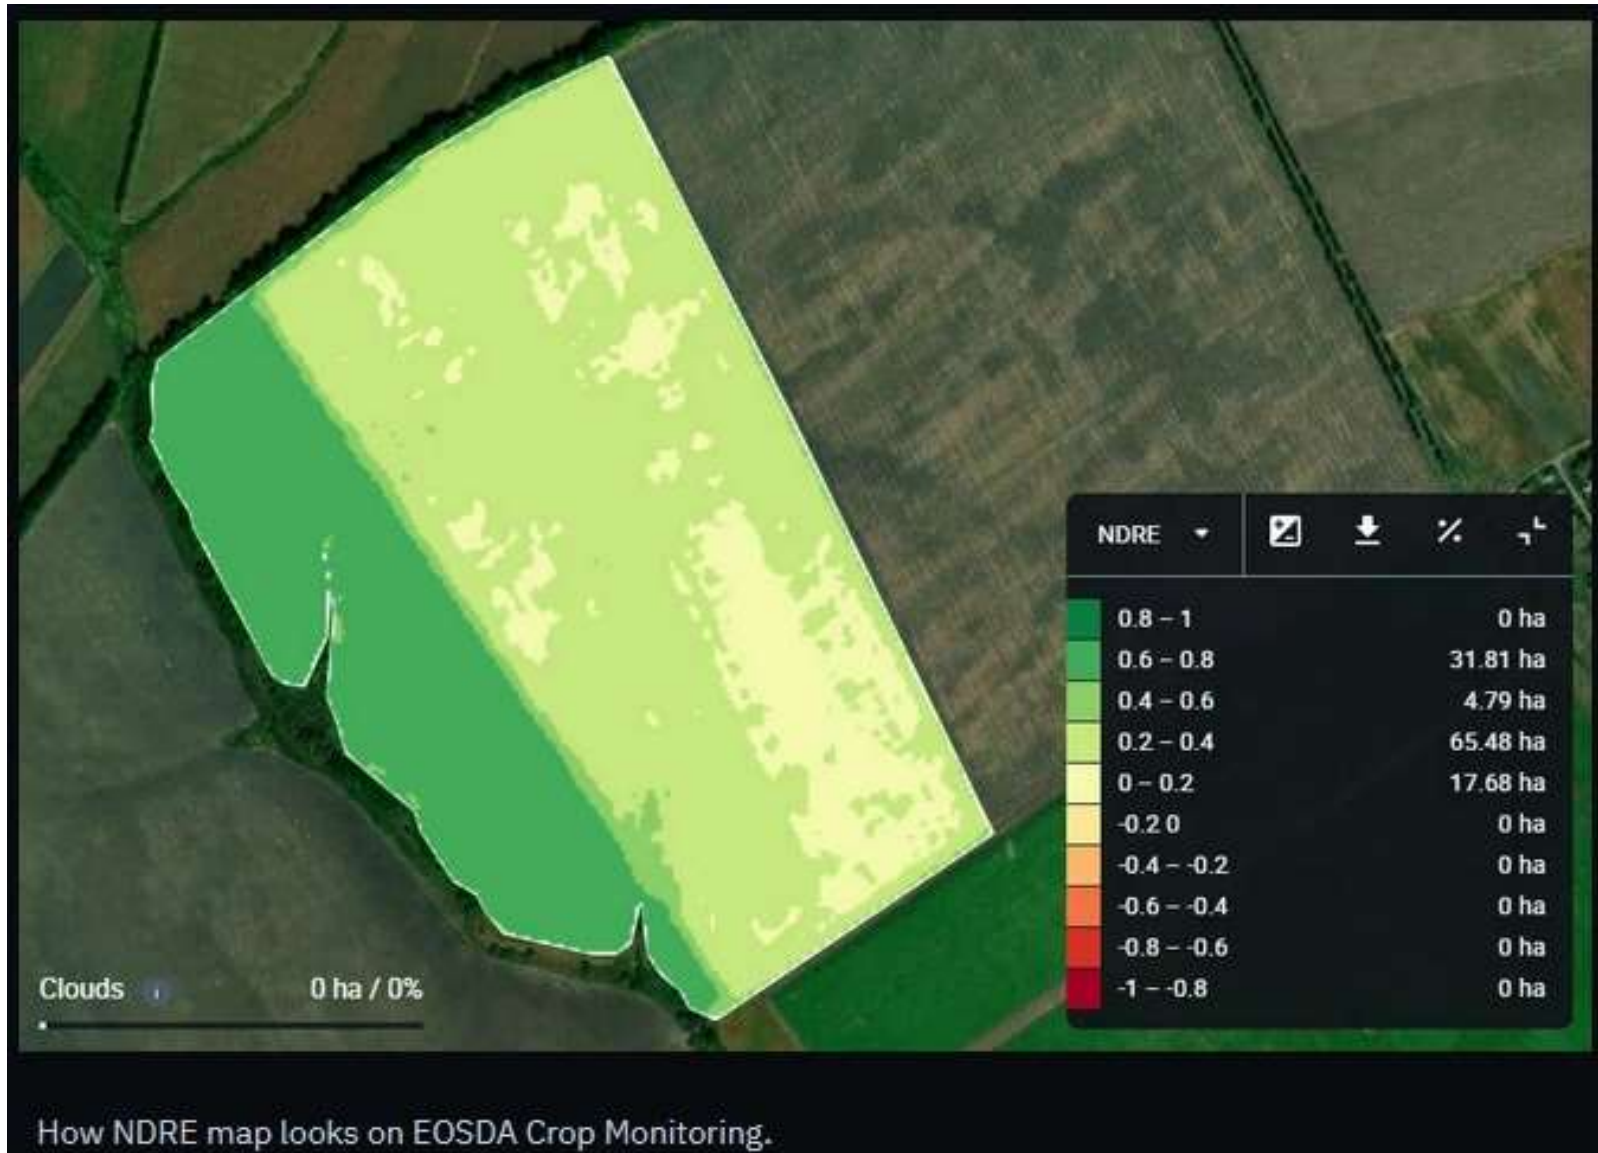 NDRE
0.8 – 1 0 ha
0.6 – 0.8 31.81 ha
0.4 – 0.6 4.79 ha
0.2 – 0.4 65.48 ha
0 – 0.2 17.68 ha
-0.2 0 0 ha
-0.4 – -0.2 0 ha
-0.6 – -0.4 0 ha
-0.8 – -0.6 0 ha
-1 – -0.8 0 ha
Clouds i 0 ha / 0%
How NDRE map looks on EOSDA Crop Monitoring.